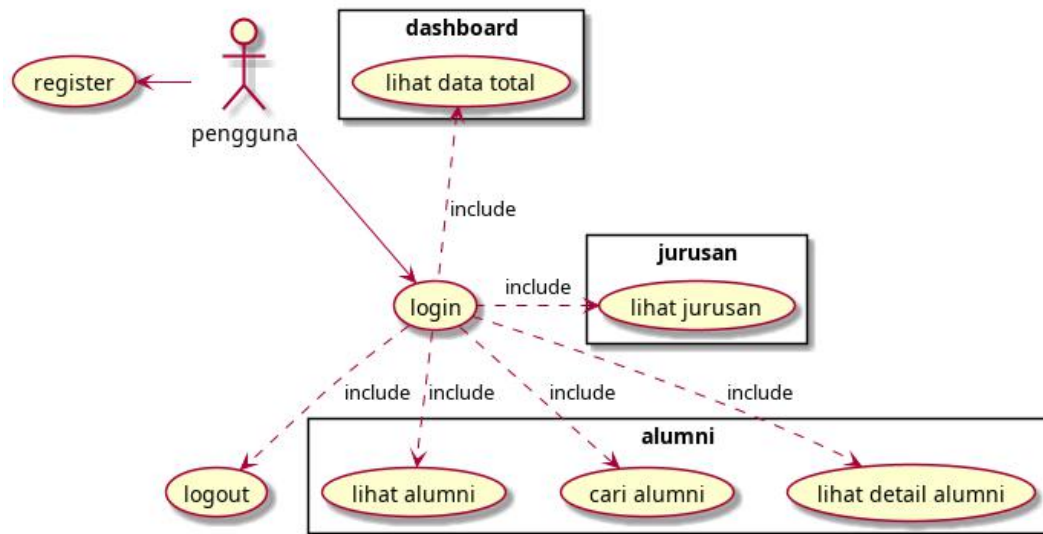 dashboard
lihat data total
register
pengguna
include
jurusan
include
lihat jurusan
login
include
include
include
include
alumni
logout
lihat alumni
cari alumni
lihat detail alumni